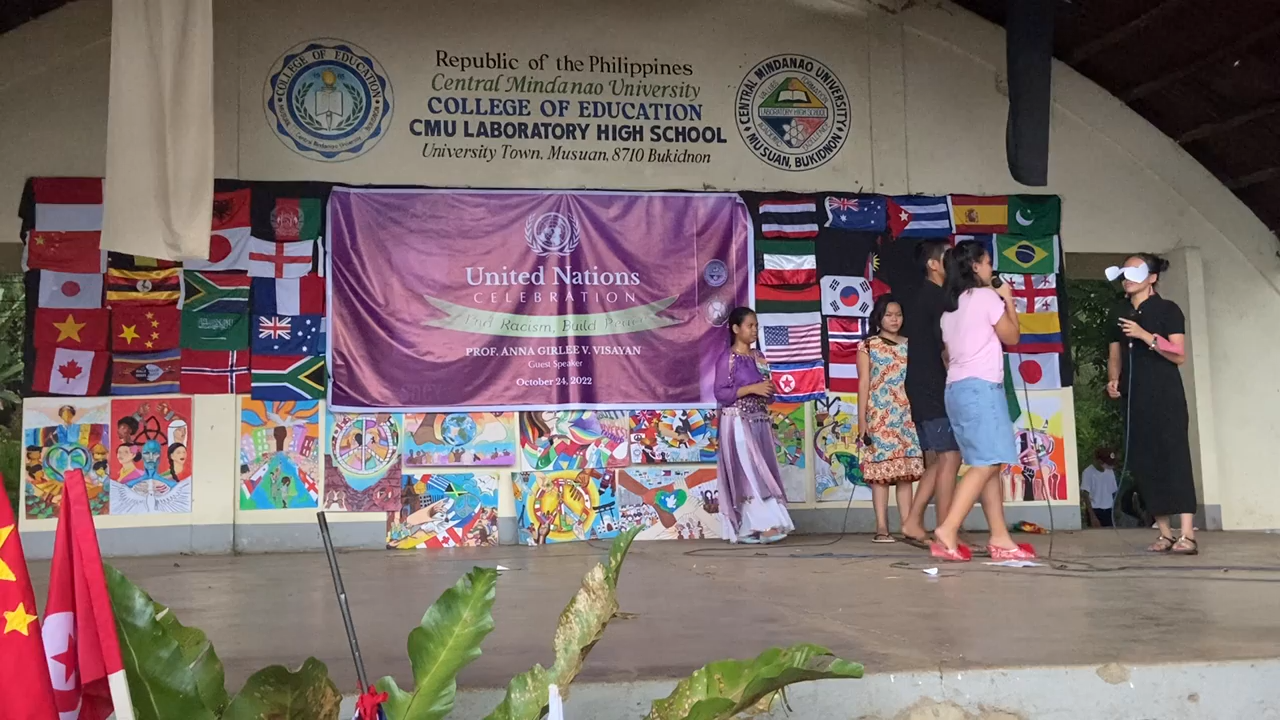 COLLEGE OF EDUCATION
Republic of the Philippines
Central Mindanao University
COLLEGE OF EDUCATION
CMU LABORATORY HIGH SCHOOL
University Town, Musuan, 8710 Bukidnon
CENTRAL MINDANAO UNIVERSITY
LABORATORY HIGH SCHOOL
MUSUAN, BUKIDNON
United Nations
CELEBRATION
End Racism, Build Peace
PROF. ANNA GIRLEE V. VISAYAN
Guest Speaker
October 24, 2022